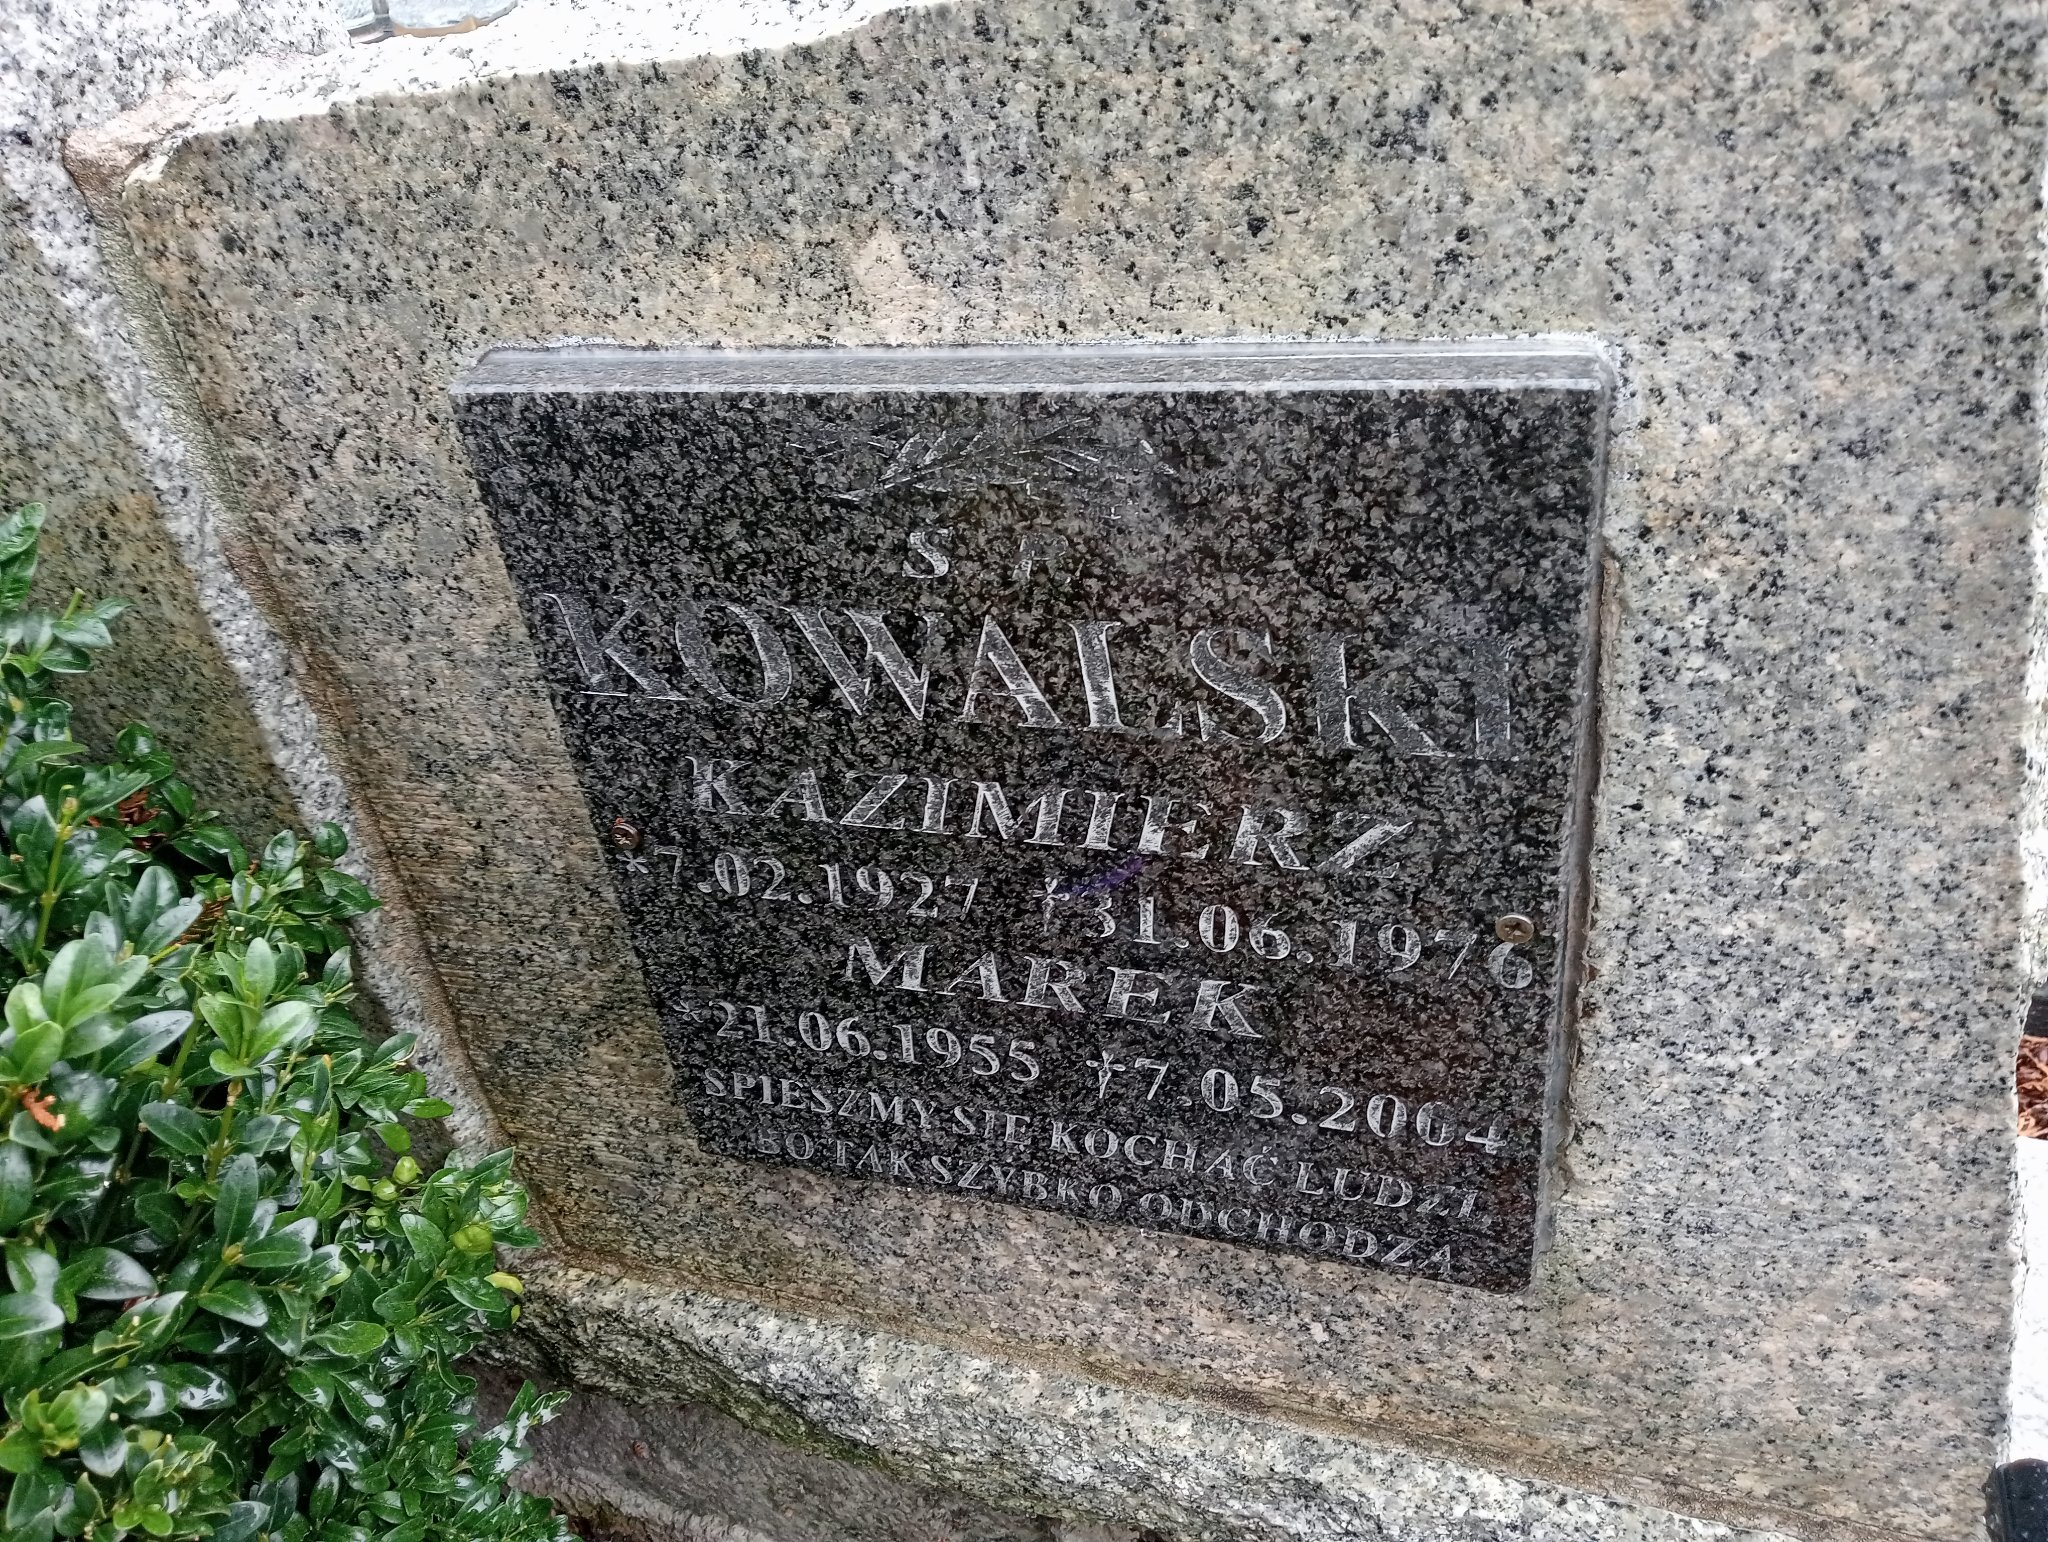 Ś P.
KOWALSKI
KAZIMIERZ
*7.02.1927 †31.06.1976
MAREK
*21.06.1955 †7.05.2004
ŚPIESZMY SIĘ KOCHAĆ LUDZI,
BO TAK SZYBKO ODCHODZĄ